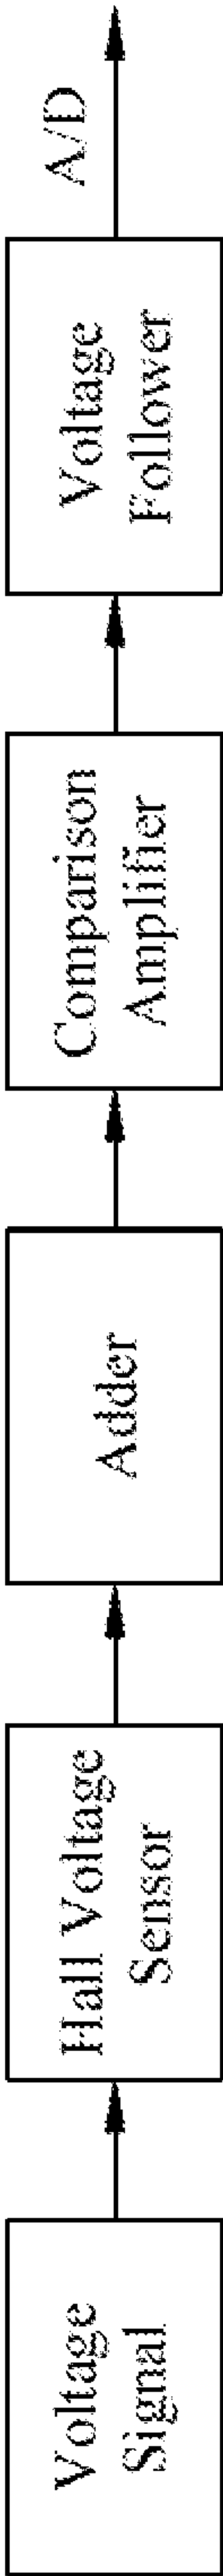 Voltage
Signal
Hall Voltage
Sensor
Adder
Comparison
Amplifier
Voltage
Follower
A/D